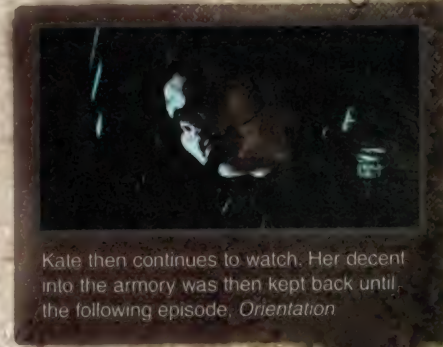 Kate then continues to watch. Her decent
into the armory was then kept back until
the following episode, Orientation